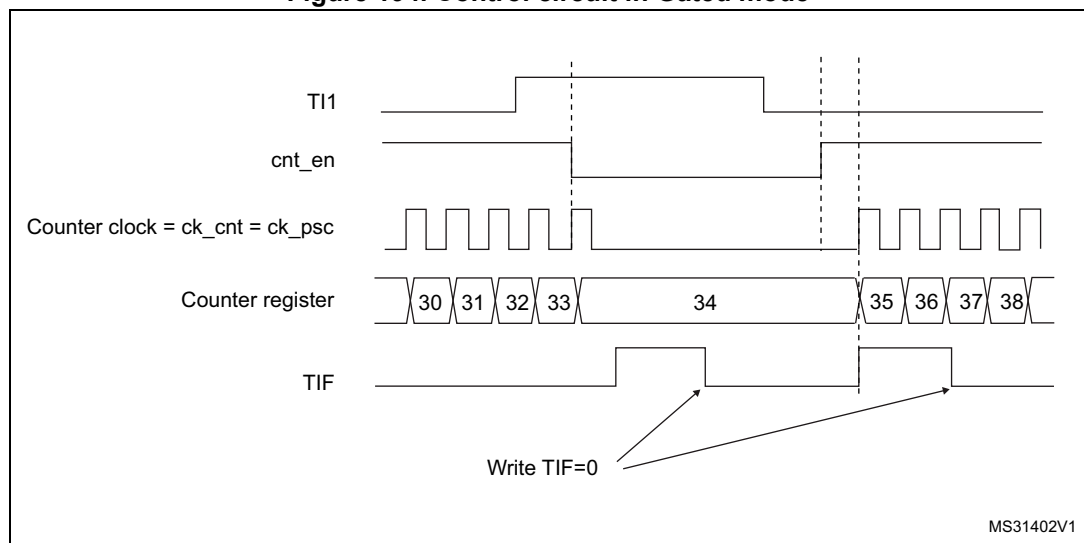 TI1
cnt_en
Counter clock = ck_cnt = ck_psc
Counter register
30 31 32 33 34 35 36 37 38
TIF
Write TIF=0
MS31402V1